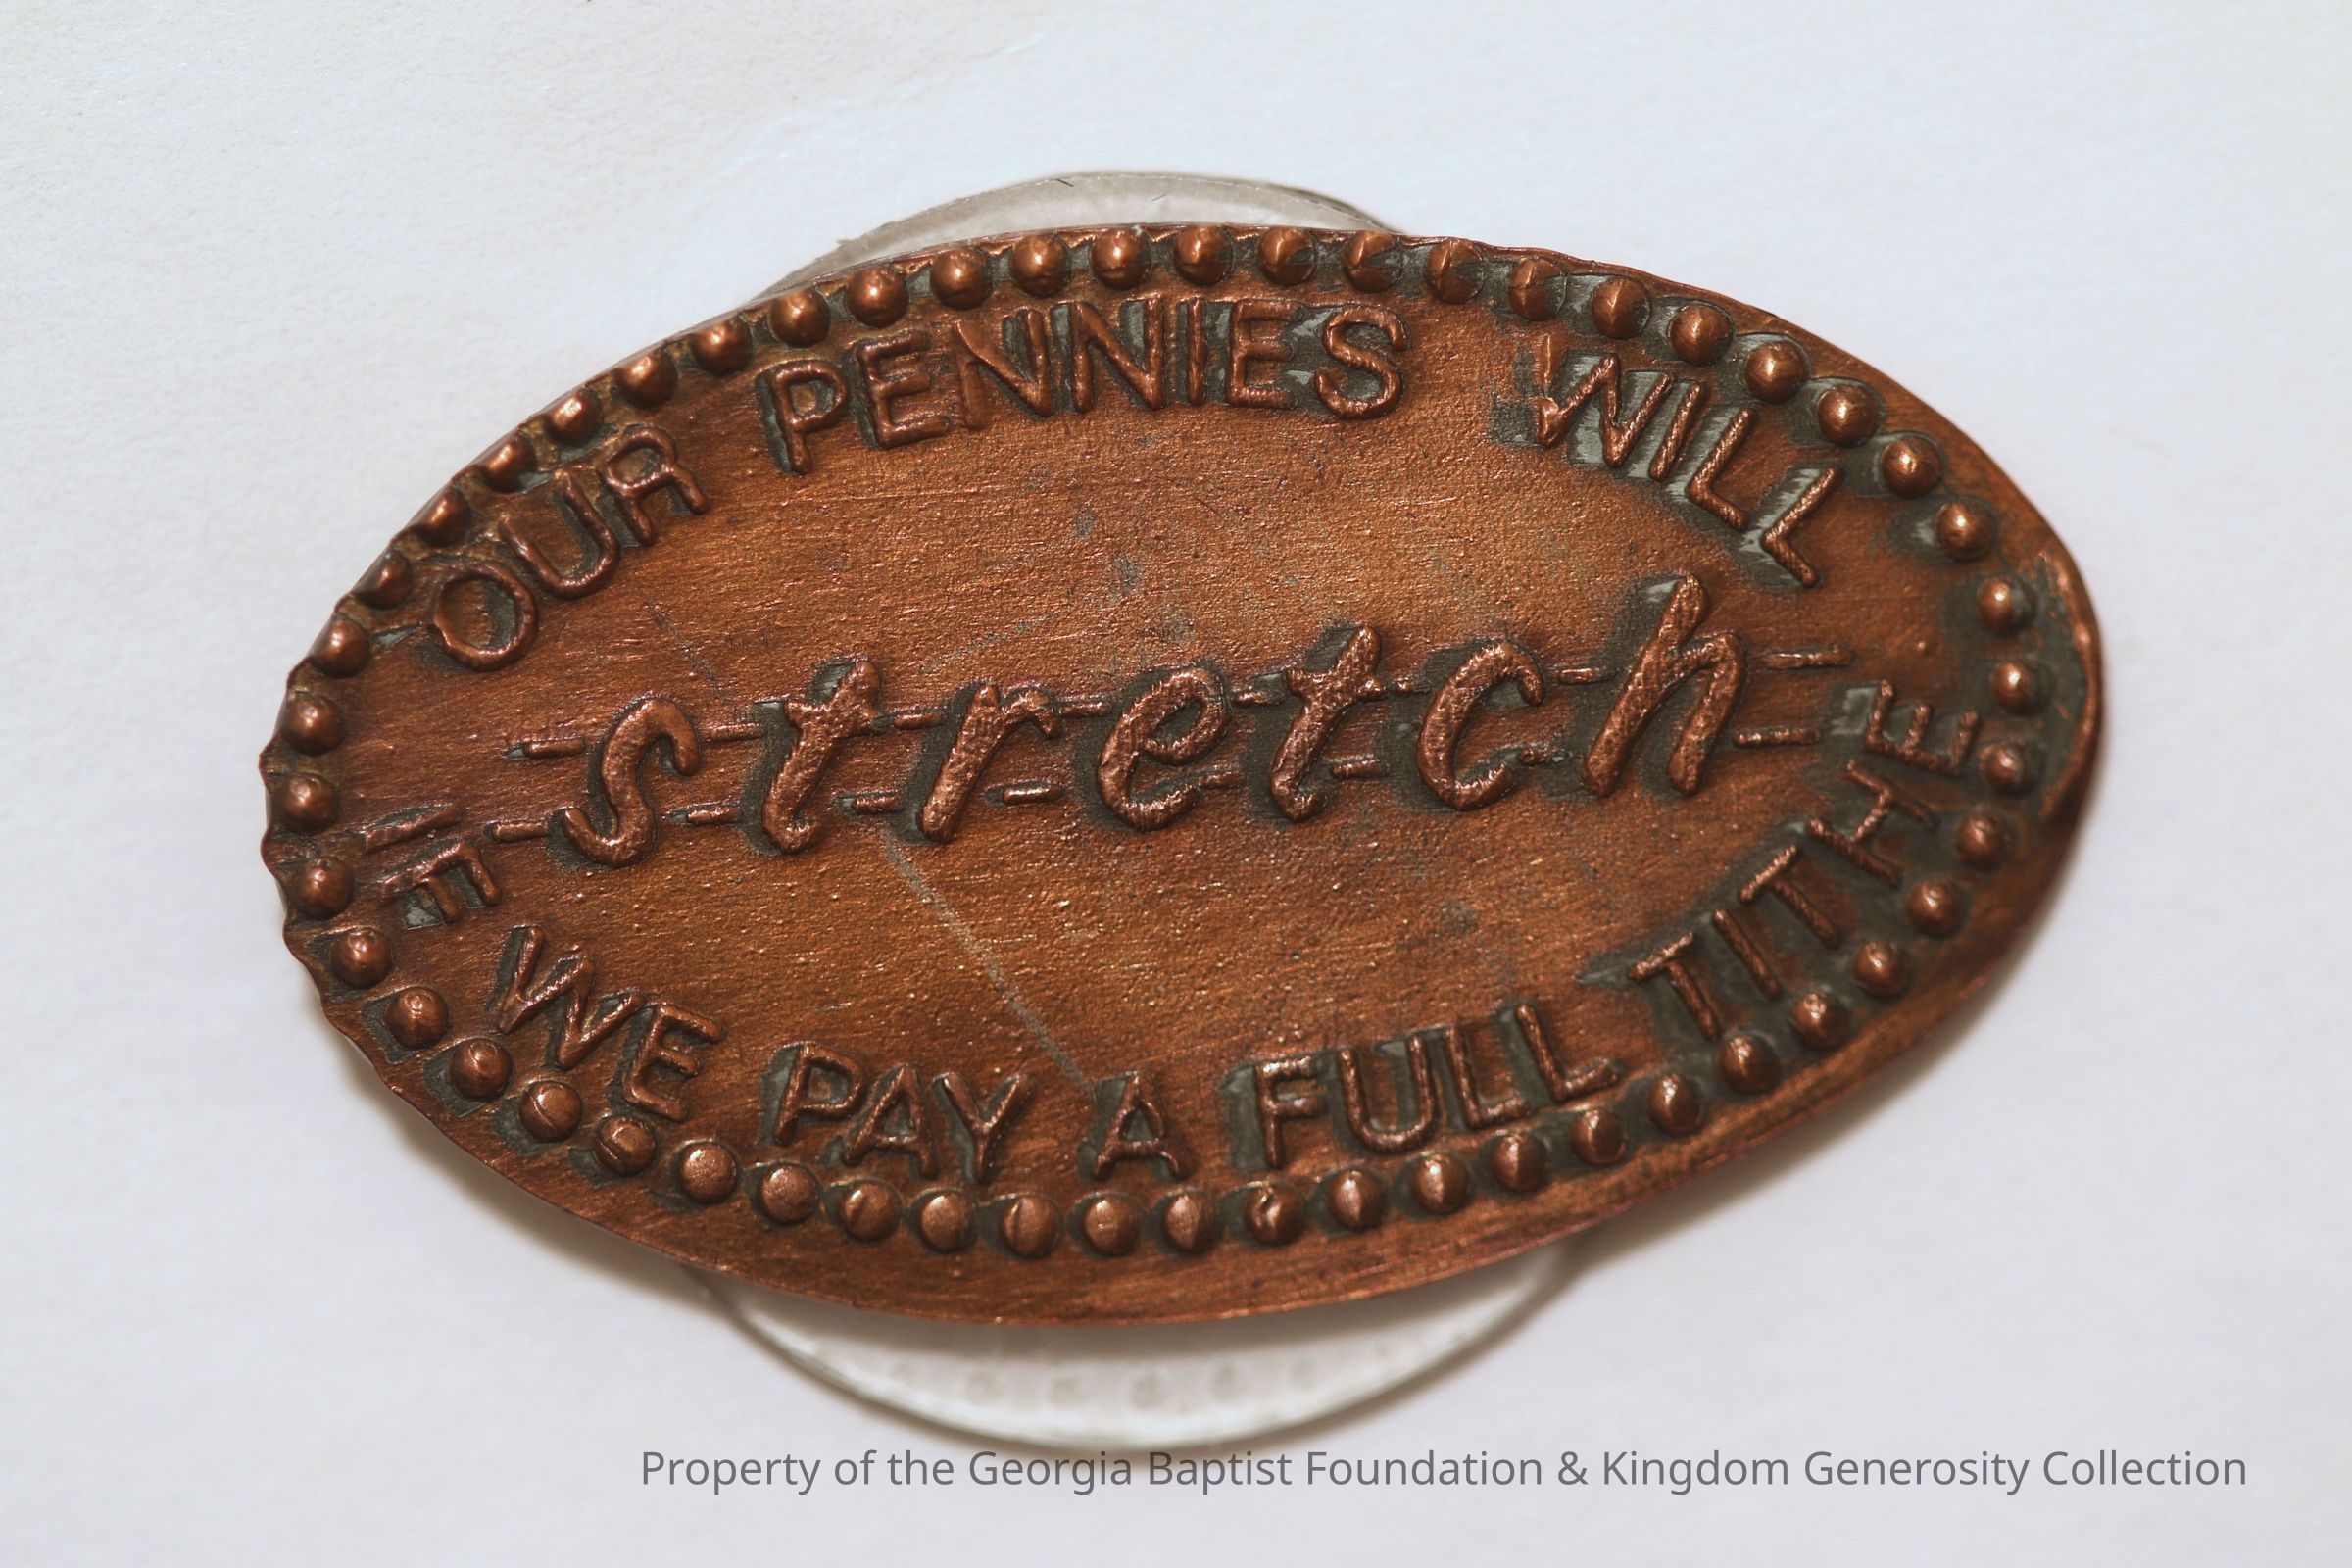 OUR PENNIES WILL
stretch
IF WE PAY A FULL TITHE
Property of the Georgia Baptist Foundation & Kingdom Generosity Collection